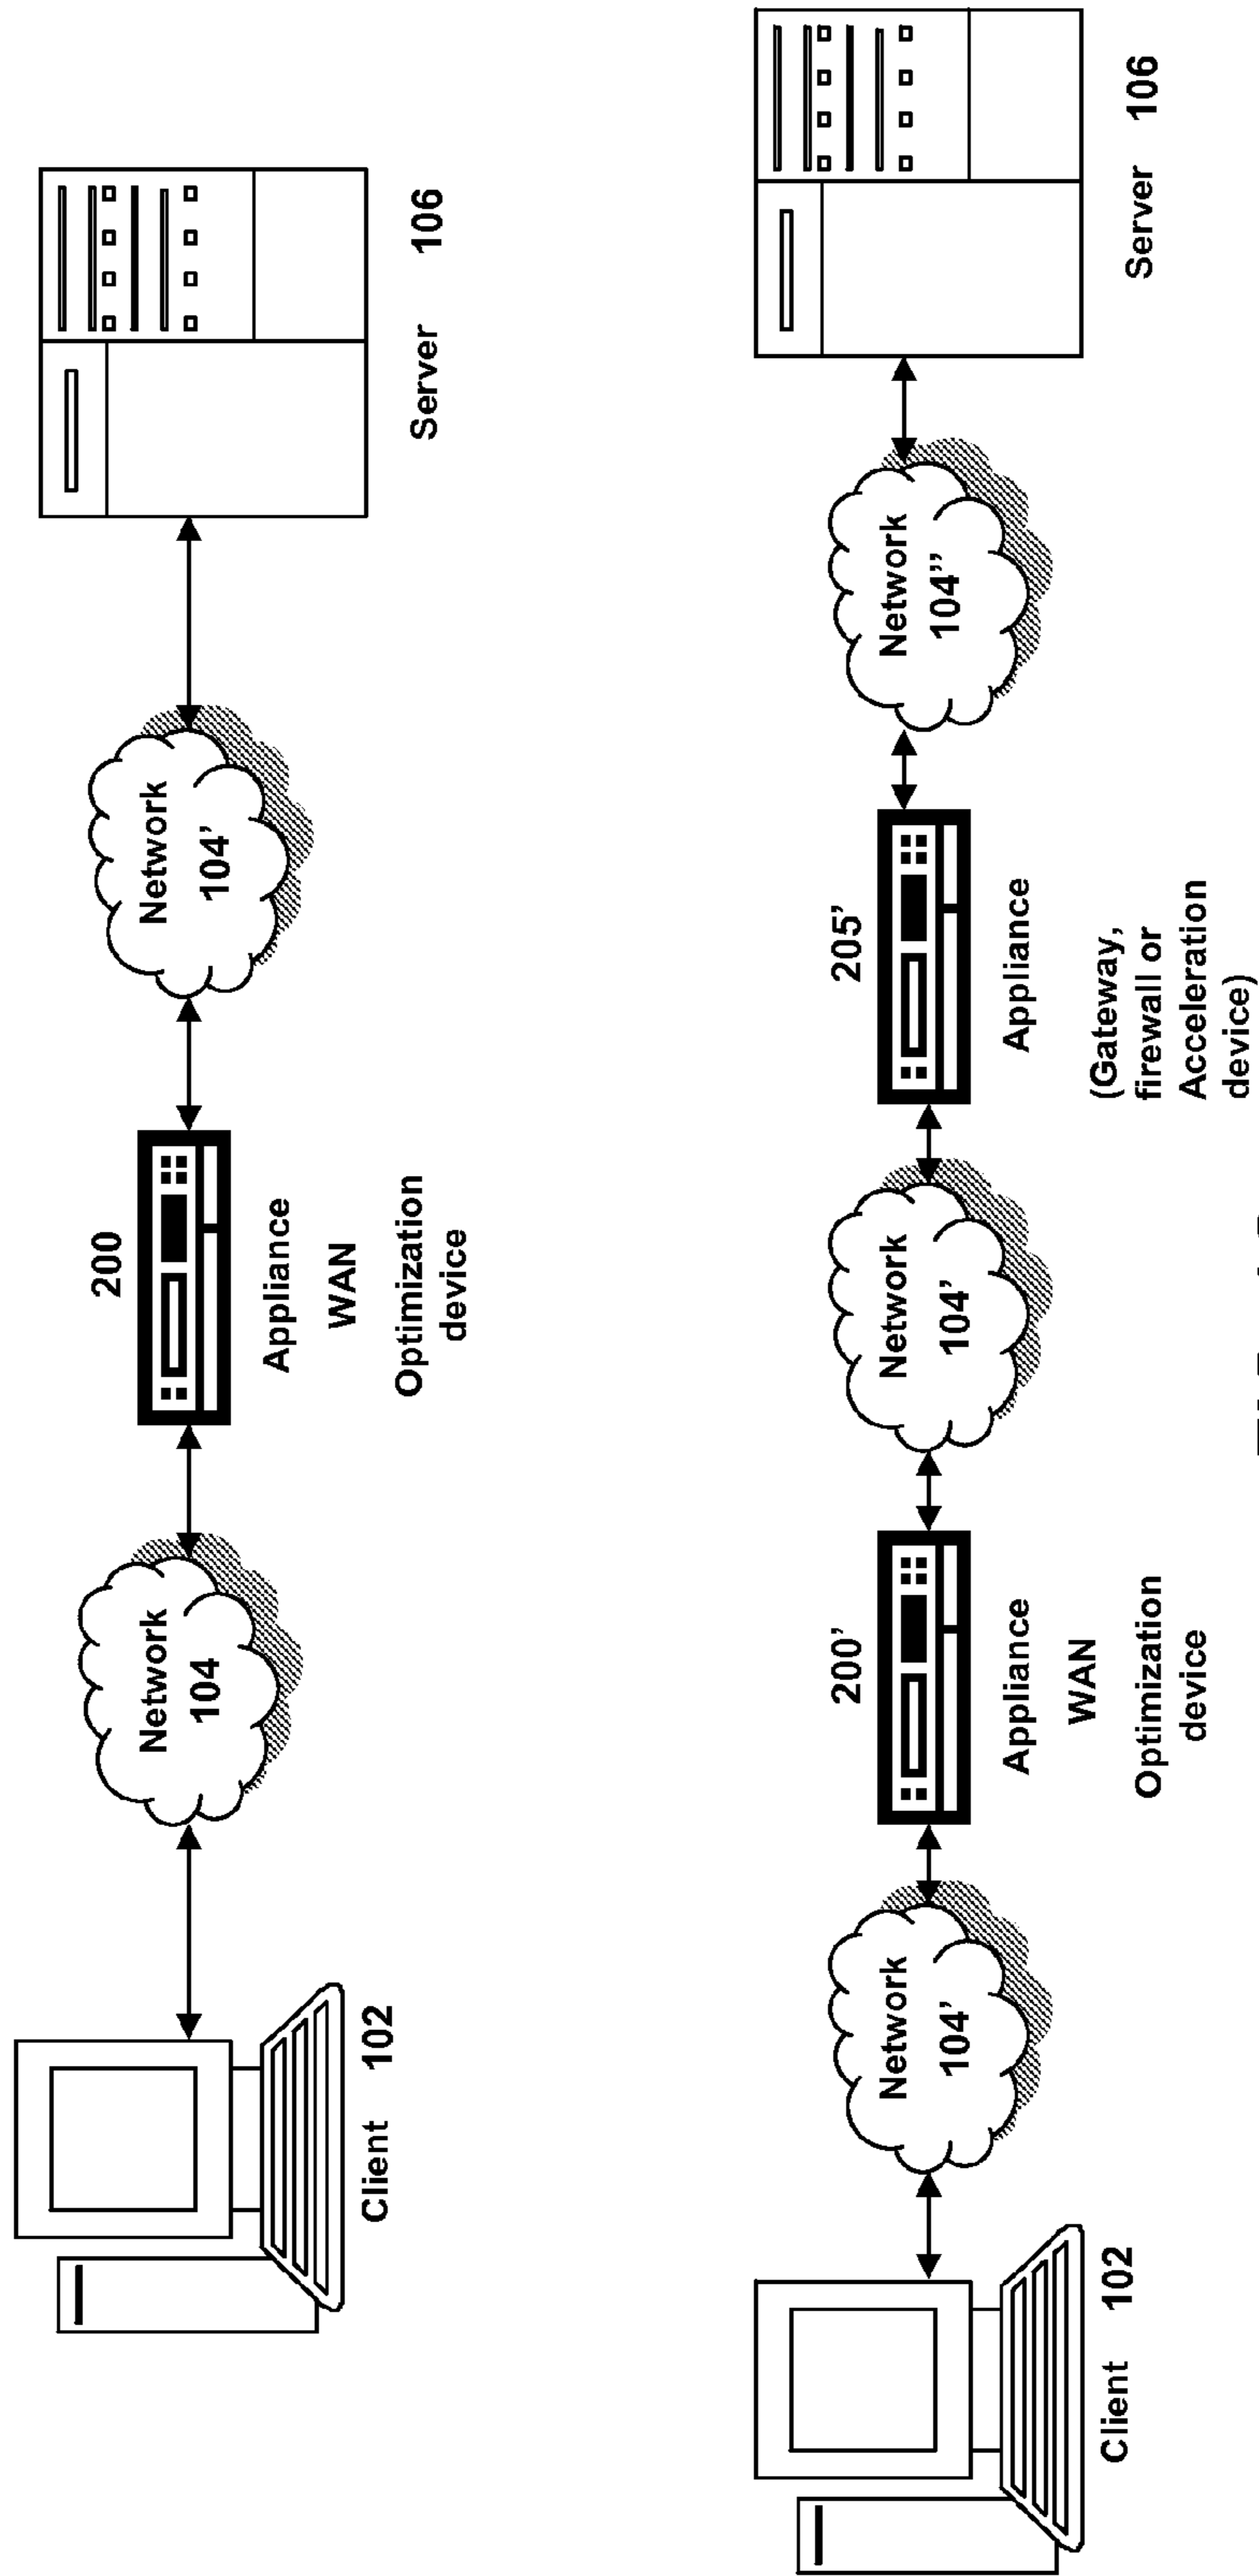 Client 102
Network
104
200
Appliance
WAN
Optimization
device
Network
104’
Server 106
Client 102
Network
104’
200’
Appliance
WAN
Optimization
device
Network
104’
205’
Appliance
(Gateway,
firewall or
Acceleration
device)
Network
104’’
Server 106